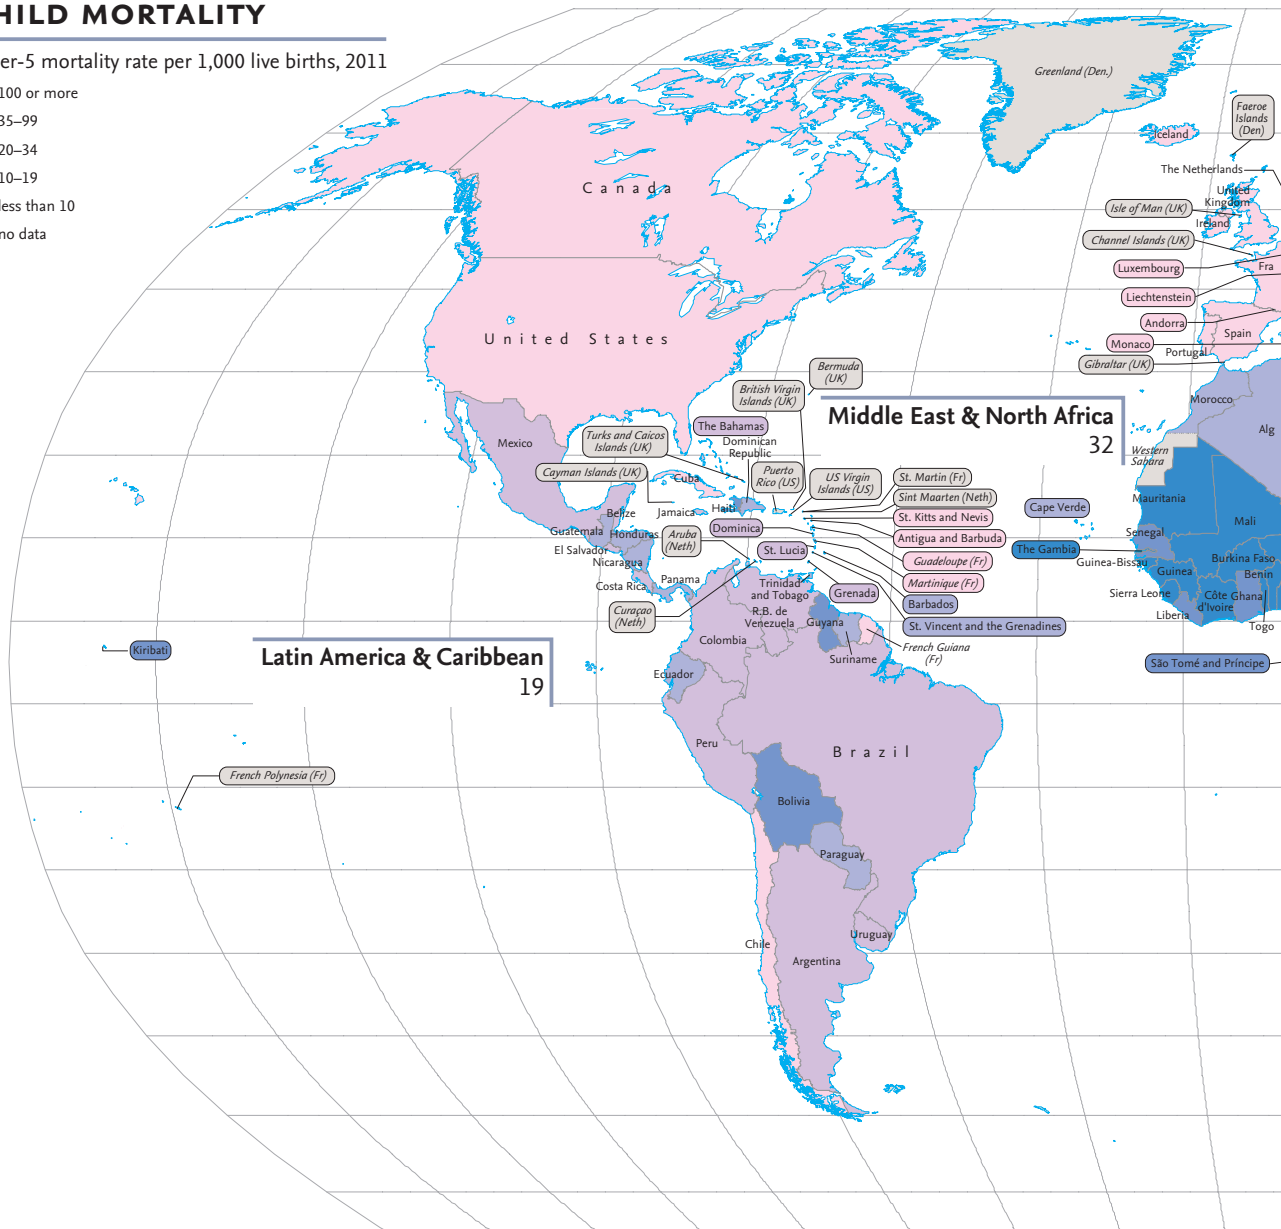 HILD MORTALITY
er-5 mortality rate per 1,000 live births, 2011
100 or more
35–99
20–34
10–19
less than 10
no data
Greenland (Den.)
Faeroe
Islands
(Den)
Iceland
The Netherlands
Canada
United
Kingdom
Isle of Man (UK)
Ireland
Channel Islands (UK)
Luxembourg
Fra
Liechtenstein
Andorra
Spain
United States
Monaco
Portugal
Gibraltar (UK)
Bermuda
(UK)
British Virgin
Islands (UK)
Morocco
Middle East & North Africa
32
The Bahamas
Alg
Mexico
Turks and Caicos
Islands (UK)
Dominican
Republic
Western
Sahara
Cayman Islands (UK)
Cuba
Puerto
Rico (US)
US Virgin
Islands (US)
St. Martin (Fr)
Sint Maarten (Neth)
Mauritania
Belize
Jamaica
Haiti
St. Kitts and Nevis
Cape Verde
Mali
Guatemala
Honduras
Aruba
(Neth)
Dominica
Antigua and Barbuda
Senegal
El Salvador
St. Lucia
The Gambia
Nicaragua
Guadeloupe (Fr)
Guinea-Bissau
Burkina Faso
Guinea
Benin
Costa Rica
Panama
Trinidad
and Tobago
Martinique (Fr)
Grenada
Sierra Leone
Côte
d'Ivoire
Ghana
Curaçao
(Neth)
R.B. de
Venezuela
Barbados
Liberia
Guyana
St. Vincent and the Grenadines
Togo
Colombia
Kiribati
Latin America & Caribbean
19
Suriname
French Guiana
(Fr)
São Tomé and Príncipe
Ecuador
Peru
Brazil
French Polynesia (Fr)
Bolivia
Paraguay
Uruguay
Chile
Argentina